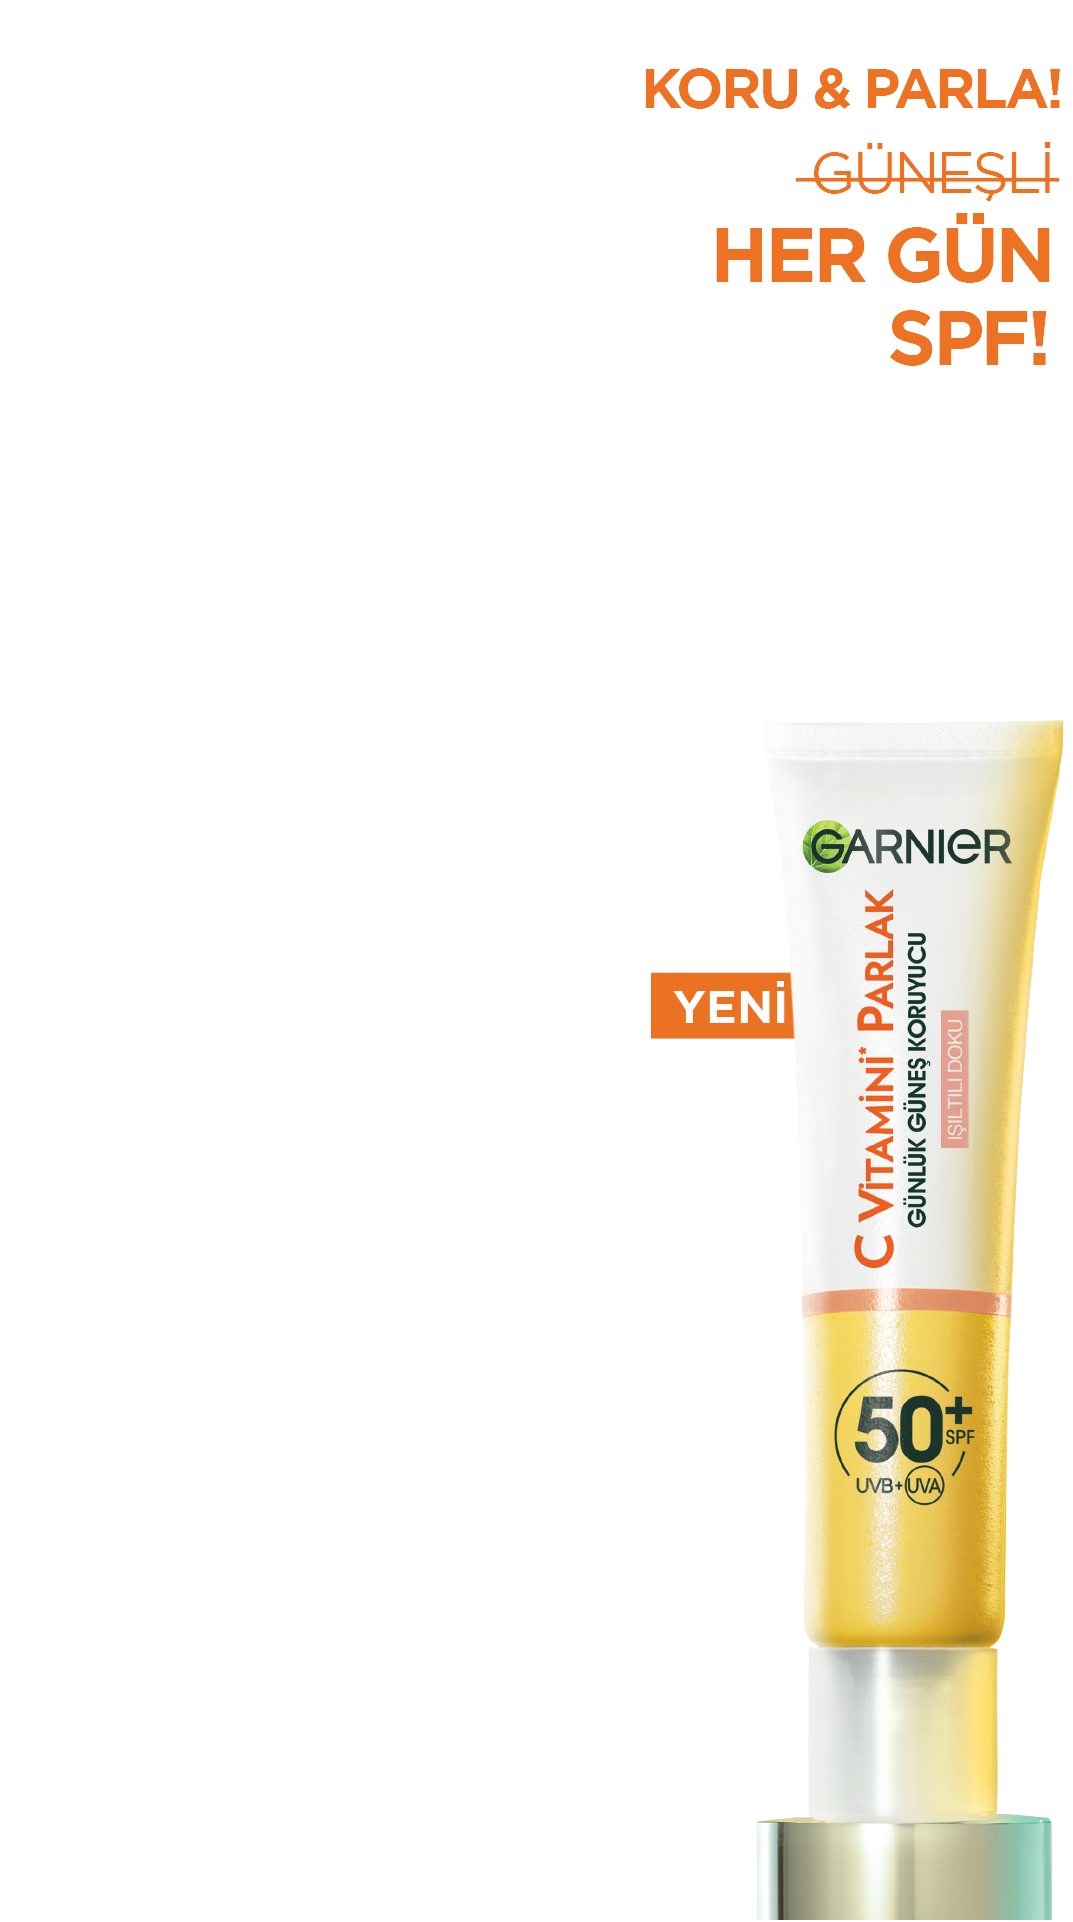 KORU & PARLA!
GÜNEŞLİ
HER GÜN
SPF!
YENİ
GARNIER
C VİTAMİNİ* PARLAK
GÜNLÜK GÜNEŞ KORUYUCU
IŞILTILI DOKU
50+
SPF
UVB+UVA